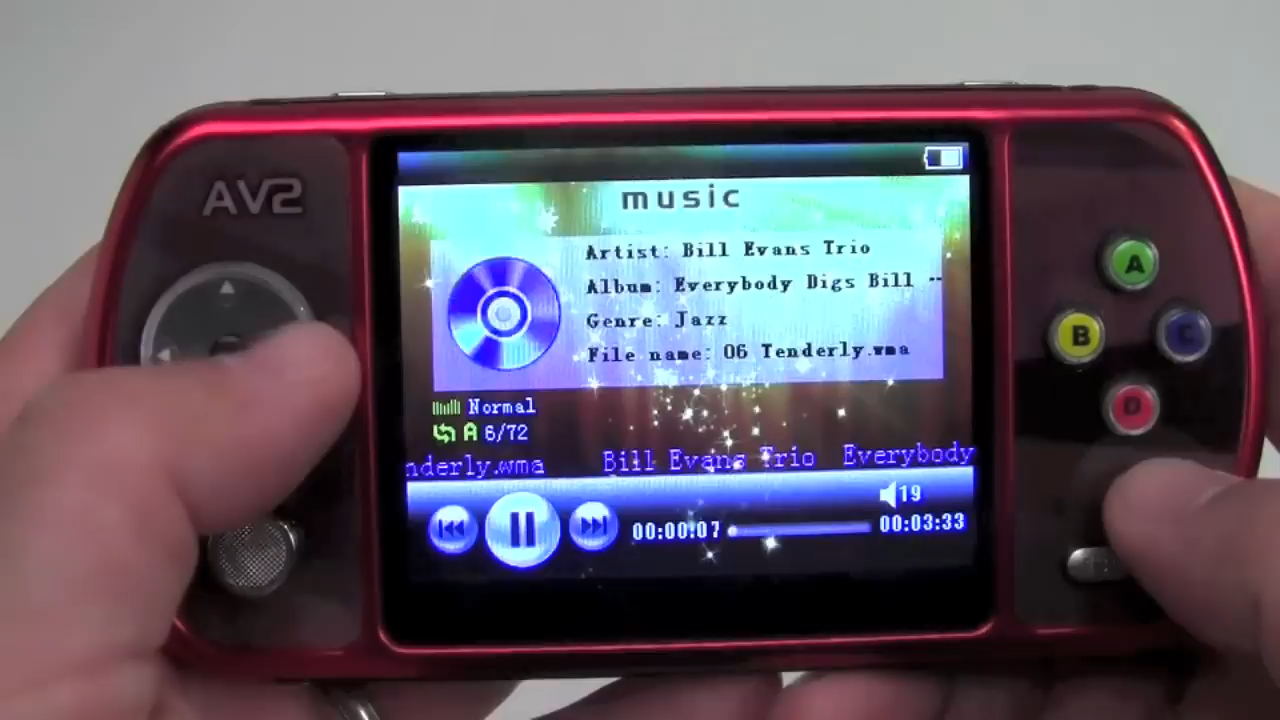 AV2
music
Artist: Bill Evans Trio
Album: Everybody Digs Bill --
Genre: Jazz
File name: 06 Tenderly.wma
Normal
A 6/72
nderly.wma Bill Evans Trio Everybody
19
00:00:07 00:03:33
A
B C
D